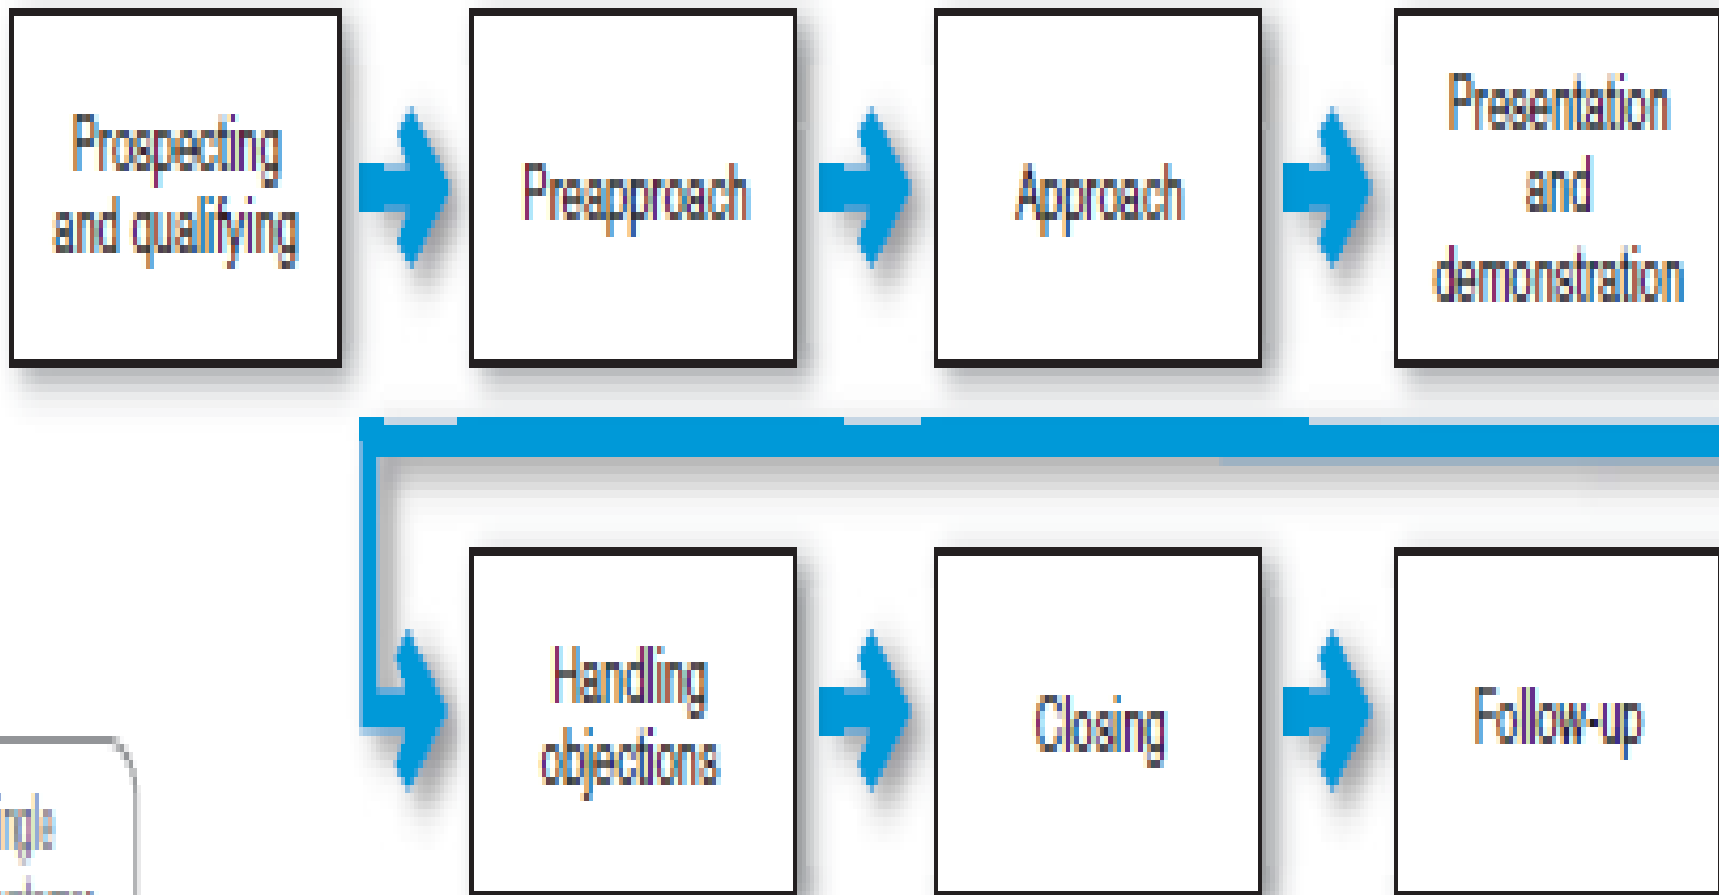 Prospecting
and qualifying
Preapproach
Approach
Presentation
and
demonstration
Handling
objections
Closing
Follow-up